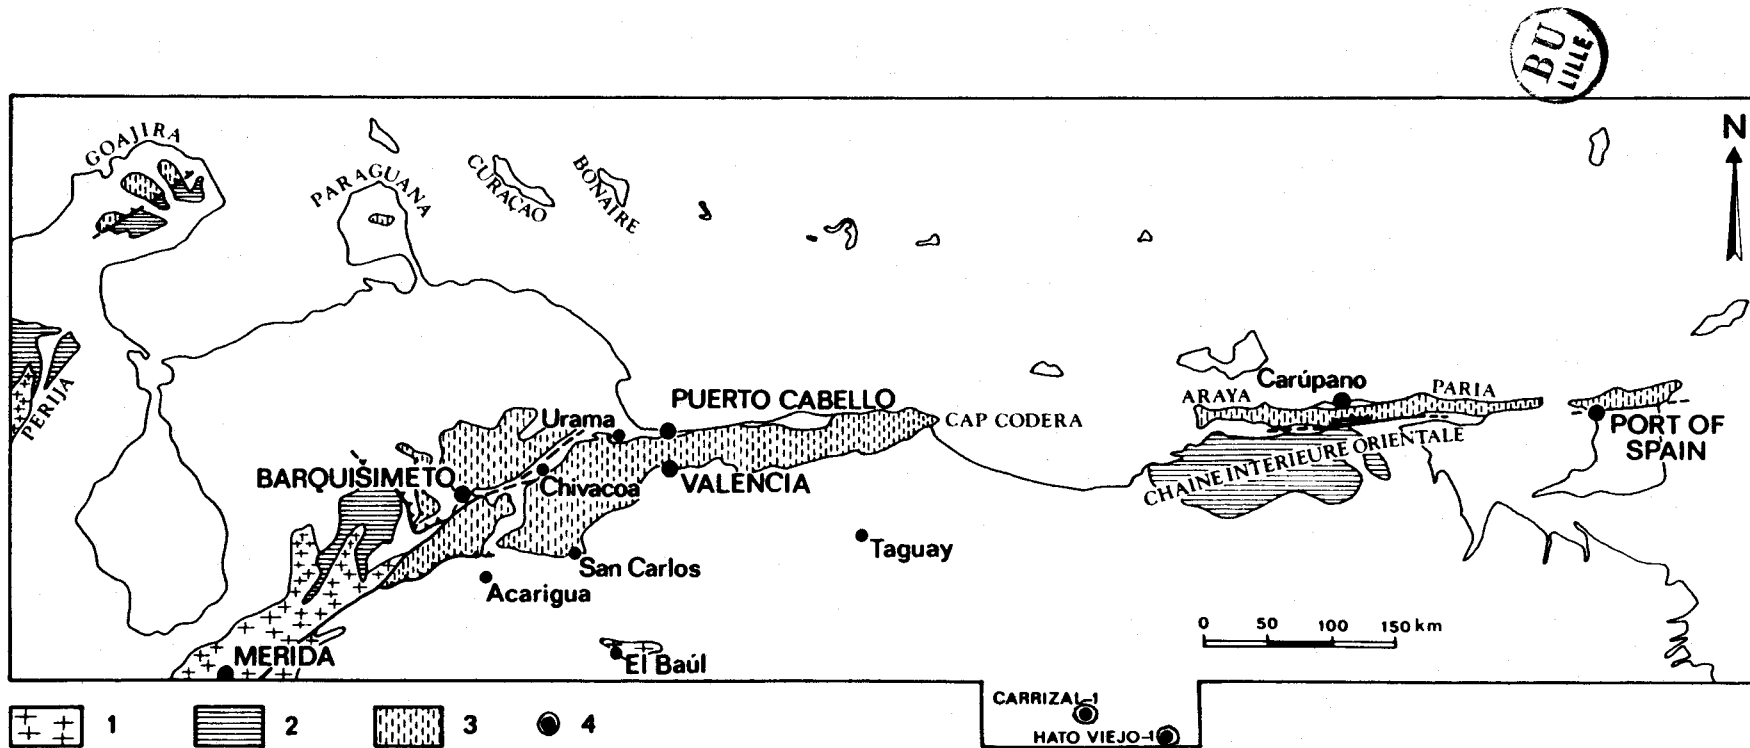 BU
LILLE
N
GOAJIRA
PARAGUANA
CURAÇAO
BONAIRE
PERIJA
Urama
PUERTO CABELLO
CAP CODERA
ARAYA
Carúpano
PARIA
PORT OF
SPAIN
CHAINE INTERIEURE ORIENTALE
BARQUISIMETO
Chivacoa
VALENCIA
Taguay
San Carlos
Acarigua
MERIDA
El Baúl
0 50 100 150 km
CARRIZAL-1
HATO VIEJO-1
1 2 3 4